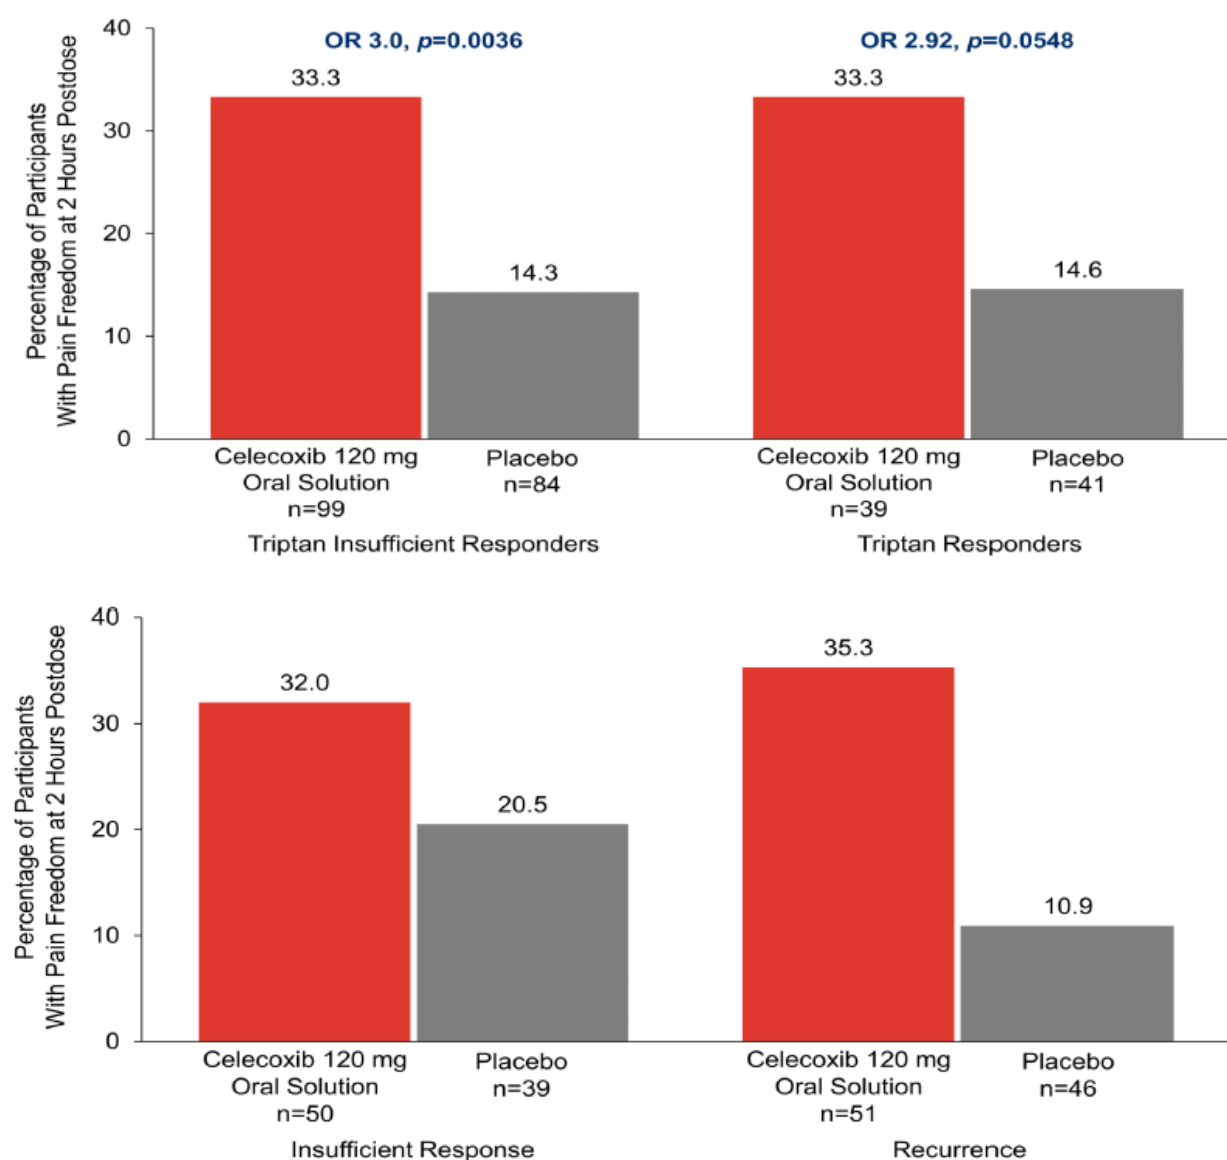 Percentage of Participants
With Pain Freedom at 2 Hours Postdose
40
30
20
10
0
OR 3.0, p=0.0036
OR 2.92, p=0.0548
33.3
14.3
33.3
14.6
Celecoxib 120 mg
Oral Solution
n=99
Placebo
n=84
Celecoxib 120 mg
Oral Solution
n=39
Placebo
n=41
Triptan Insufficient Responders
Triptan Responders
Percentage of Participants
With Pain Freedom at 2 Hours Postdose
40
30
20
10
0
32.0
20.5
35.3
10.9
Celecoxib 120 mg
Oral Solution
n=50
Placebo
n=39
Celecoxib 120 mg
Oral Solution
n=51
Placebo
n=46
Insufficient Response
Recurrence